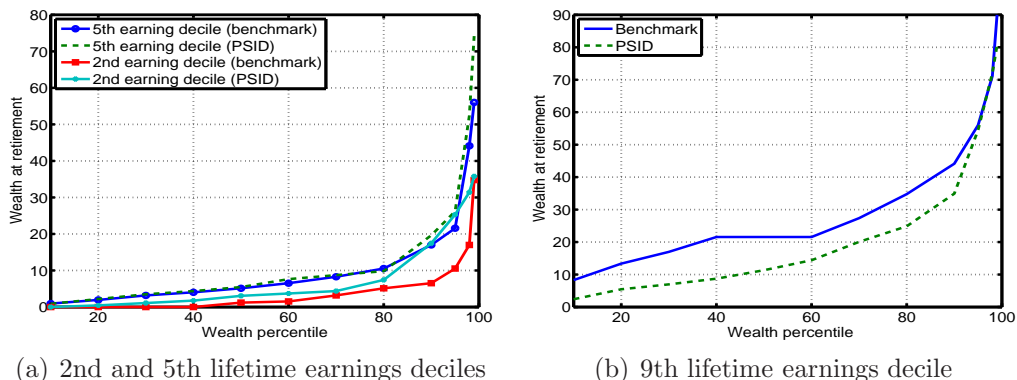 80
70
60
50
40
30
20
10
0
Wealth at retirement
5th earning decile (benchmark)
5th earning decile (PSID)
2nd earning decile (benchmark)
2nd earning decile (PSID)
20
40
60
80
100
Wealth percentile
(a) 2nd and 5th lifetime earnings deciles
90
80
70
60
50
40
30
20
10
0
Wealth at retirement
Benchmark
PSID
20
40
60
80
100
Wealth percentile
(b) 9th lifetime earnings decile